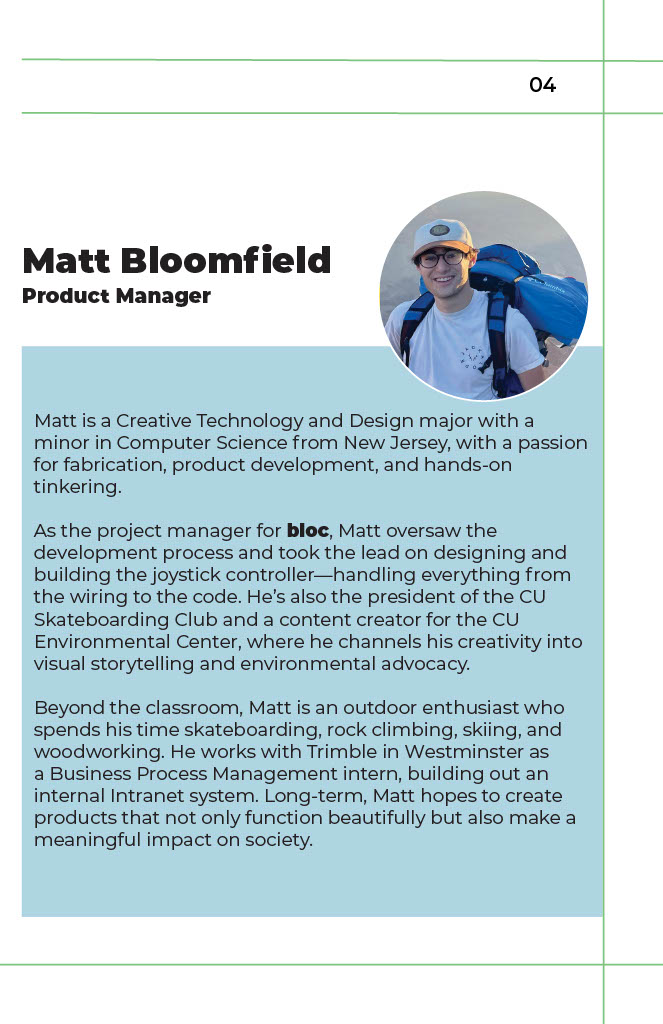 04
Matt Bloomfield
Product Manager
Matt is a Creative Technology and Design major with a
minor in Computer Science from New Jersey, with a passion
for fabrication, product development, and hands-on
tinkering.
As the project manager for bloc, Matt oversaw the
development process and took the lead on designing and
building the joystick controller—handling everything from
the wiring to the code. He’s also the president of the CU
Skateboarding Club and a content creator for the CU
Environmental Center, where he channels his creativity into
visual storytelling and environmental advocacy.
Beyond the classroom, Matt is an outdoor enthusiast who
spends his time skateboarding, rock climbing, skiing, and
woodworking. He works with Trimble in Westminster as
a Business Process Management intern, building out an
internal Intranet system. Long-term, Matt hopes to create
products that not only function beautifully but also make a
meaningful impact on society.